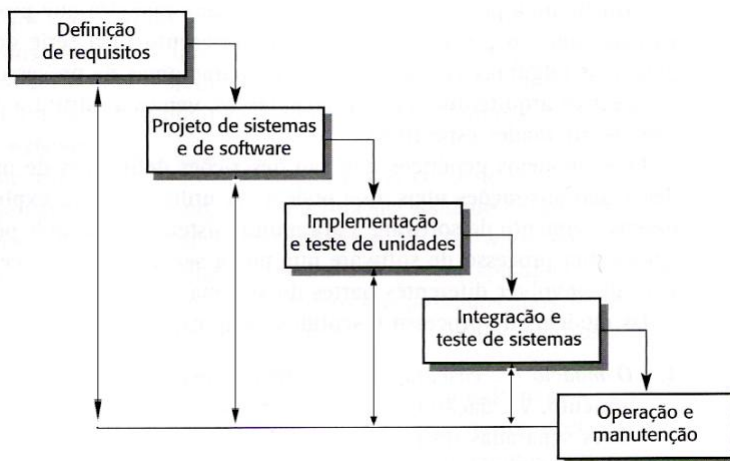 Definição
de requisitos
Projeto de sistemas
e de software
Implementação
e teste de unidades
Integração e
teste de sistemas
Operação e
manutenção